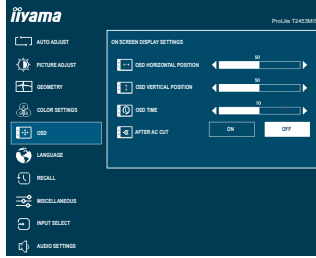 iiyama
ProLite T2453MIS
AUTO ADJUST
ON SCREEN DISPLAY SETTINGS
PICTURE ADJUST
OSD HORIZONTAL POSITION
50
GEOMETRY
OSD VERTICAL POSITION
50
COLOR SETTINGS
OSD TIME
10
OSD
AFTER AC CUT
ON
OFF
LANGUAGE
RECALL
MISCELLANEOUS
INPUT SELECT
AUDIO SETTINGS